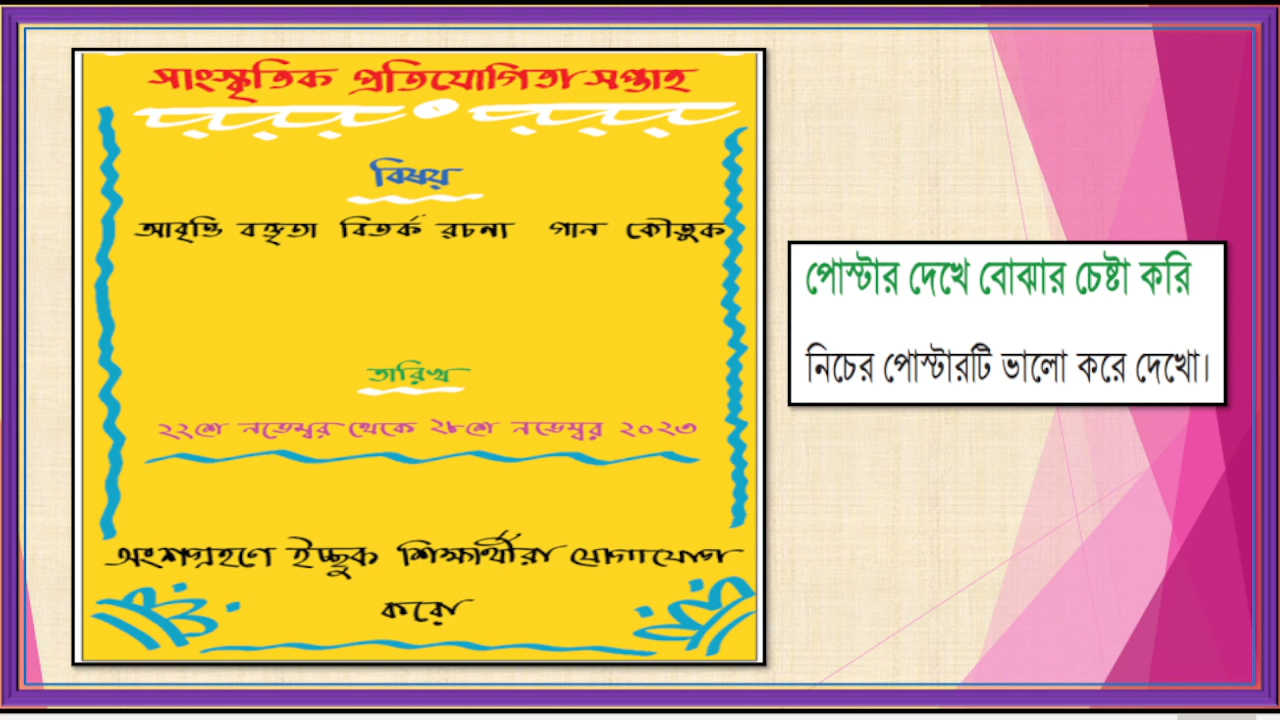 সাংস্কৃতিক প্রতিযোগিতা সপ্তাহ
বিষয়
আবৃত্তি বক্তৃতা বিতর্ক রচনা গান কৌতুক
তারিখ
২২শে নভেম্বর থেকে ২৮শে নভেম্বর ২০২৩
অংশগ্রহণে ইচ্ছুক শিক্ষার্থীরা যোগাযোগ
করো
পোস্টার দেখে বোঝার চেষ্টা করি
নিচের পোস্টারটি ভালো করে দেখো।